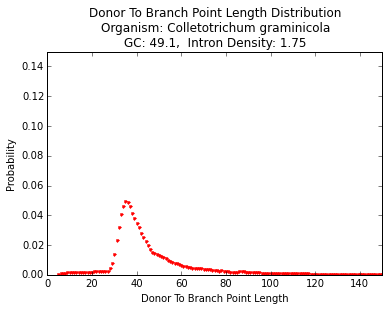 Donor To Branch Point Length Distribution
Organism: Colletotrichum graminicola
GC: 49.1,  Intron Density: 1.75
0.14
0.12
0.10
0.08
0.06
0.04
0.02
0.00
Probability
0 20 40 60 80 100 120 140
Donor To Branch Point Length